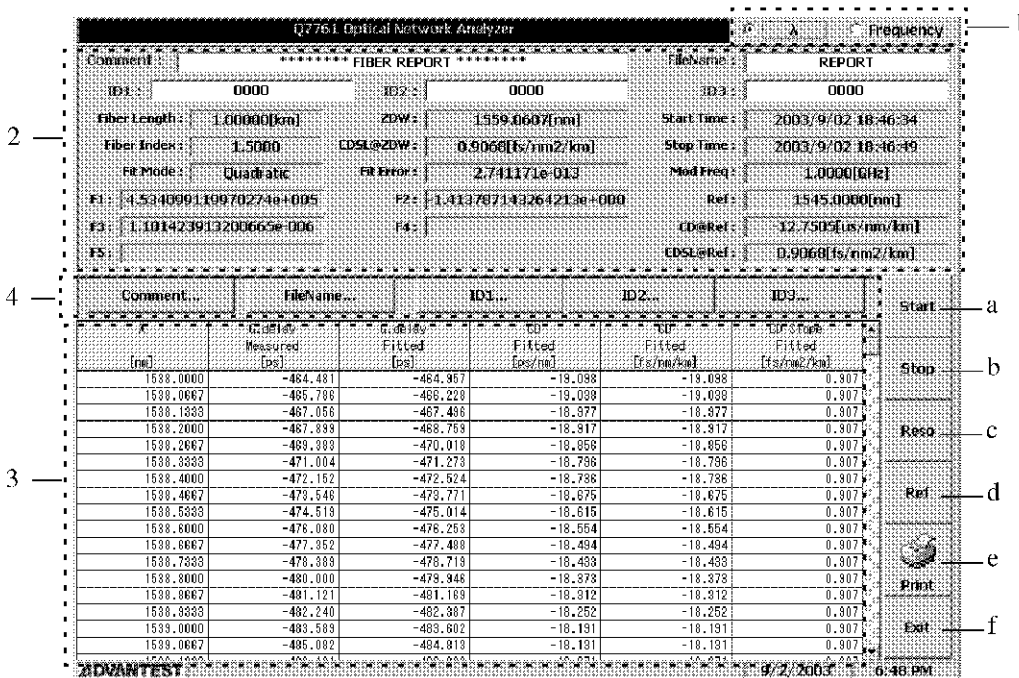 Q7761 Optical Network Analyzer λ Frequency
Comment : ******** FIBER REPORT ******** FileName : REPORT
ID1 : 0000 ID2 : 0000 ID3 : 0000
Fiber Length : 1.00000[km] ZDW : 1559.0607[nm] Start Time : 2003/9/02 18:46:34
2
Fiber Index : 1.5000 CDSL@ZDW : 0.9068[fs/nm2/km] Stop Time : 2003/9/02 18:46:49
Fit Mode : Quadratic Fit Error : 2.741171e-013 Mod Freq : 1.0000[GHz]
F1 : 4.534099119970274e+005 F2 : -1.413787143264213e+000 Ref : 1545.0000[nm]
F3 : 1.101423913200665e-006 F4 : CD@Ref : -12.7505[us/nm/km]
F5 : CDSL@Ref : 0.9068[fs/nm2/km]
4 Comment... FileName... ID1... ID2... ID3...
Start a
G.delay G.delay CD CD CD Slope
Measured Fitted Fitted Fitted Fitted
[nm] [ps] [ps] [ps/nm] [fs/nm/km] [fs/nm2/km]
Stop b
1538.0000 -464.481 -464.957 -19.098 -19.098 0.907
1538.0667 -465.786 -466.228 -19.038 -19.038 0.907
1538.1333 -467.056 -467.496 -18.977 -18.977 0.907
1538.2000 -467.899 -468.759 -18.917 -18.917 0.907
Reso c
1538.2667 -469.383 -470.018 -18.856 -18.856 0.907
1538.3333 -471.004 -471.273 -18.796 -18.796 0.907
3
1538.4000 -472.152 -472.524 -18.736 -18.736 0.907
1538.4667 -473.546 -473.771 -18.675 -18.675 0.907
Ref d
1538.5333 -474.519 -475.014 -18.615 -18.615 0.907
1538.6000 -476.080 -476.253 -18.554 -18.554 0.907
1538.6667 -477.352 -477.488 -18.494 -18.494 0.907
1538.7333 -478.389 -478.719 -18.433 -18.433 0.907
e
1538.8000 -480.000 -479.946 -18.373 -18.373 0.907
Print
1538.8667 -481.121 -481.169 -18.312 -18.312 0.907
1538.9333 -482.240 -482.387 -18.252 -18.252 0.907
1539.0000 -483.589 -483.602 -18.191 -18.191 0.907
Exit f
1539.0667 -485.082 -484.813 -18.131 -18.131 0.907
ADVANTEST 9/2/2003 6:48 PM